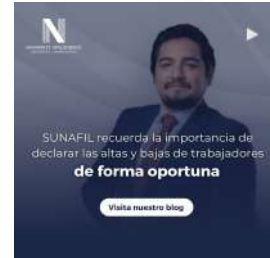 N
SUNAFIL recuerda la importancia de
declarar las altas y bajas de trabajadores
de forma oportuna
Visita nuestro blog